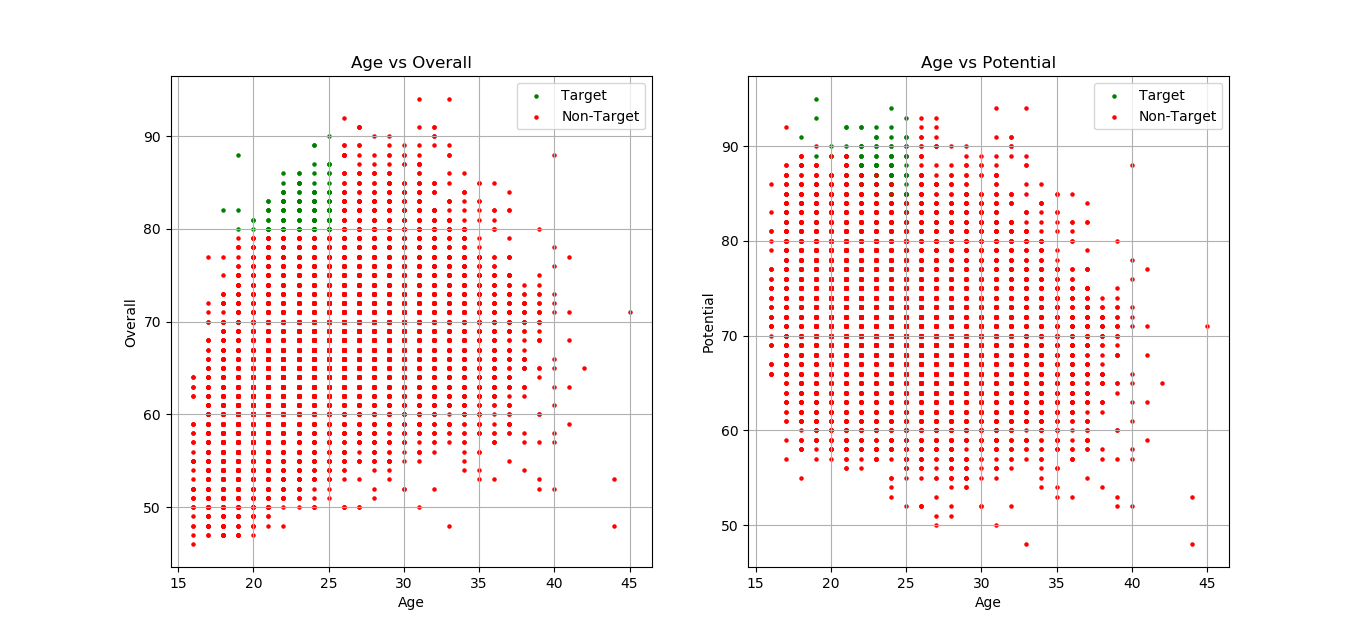 Age vs Overall
Target
Non-Target
90
80
70
60
50
Overall
15 20 25 30 35 40 45
Age
Age vs Potential
Target
Non-Target
90
80
70
60
50
Potential
15 20 25 30 35 40 45
Age